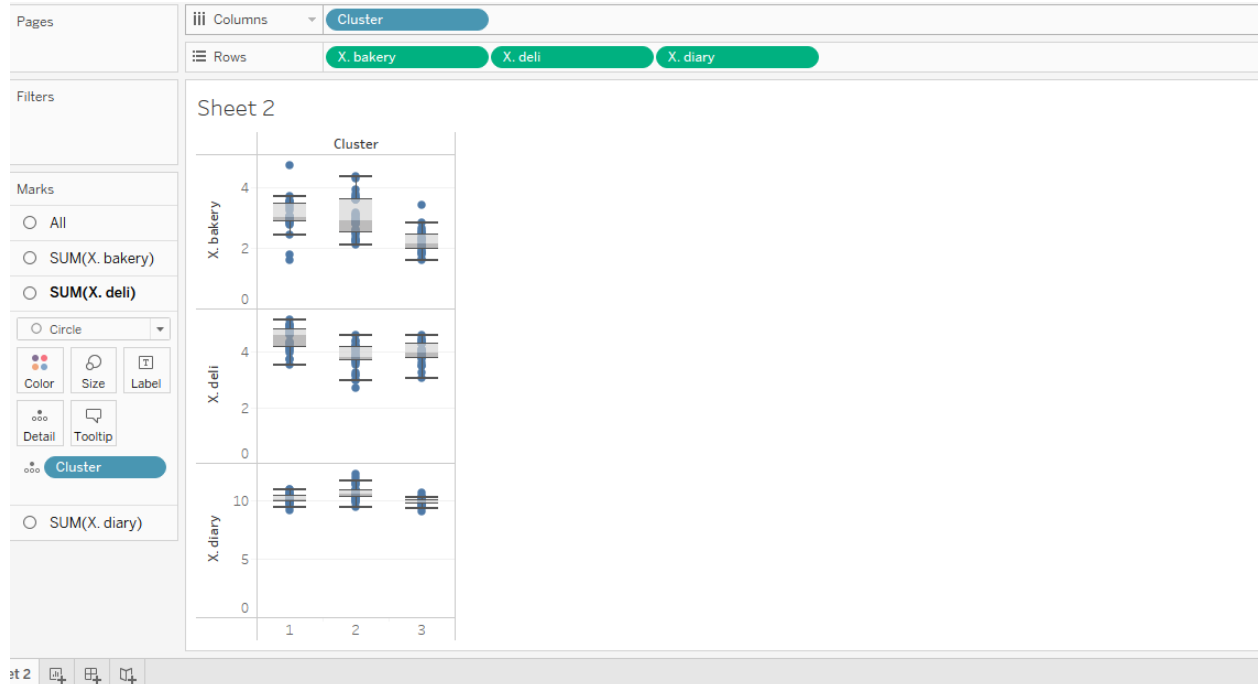 Pages
Columns
Cluster
Rows
X. bakery
X. deli
X. diary
Filters
Sheet 2
Cluster
Marks
All
SUM(X. bakery)
SUM(X. deli)
Circle
Color
Size
T
Label
Detail
Tooltip
Cluster
SUM(X. diary)
X. bakery
4
2
0
X. deli
4
2
0
X. diary
10
5
0
1
2
3
et 2